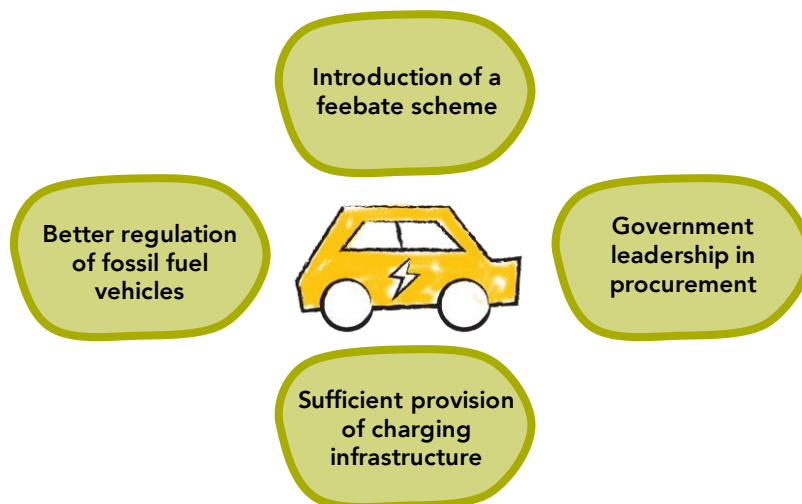 Introduction of a
feebate scheme
Better regulation
of fossil fuel
vehicles
Government
leadership in
procurement
Sufficient provision
of charging
infrastructure